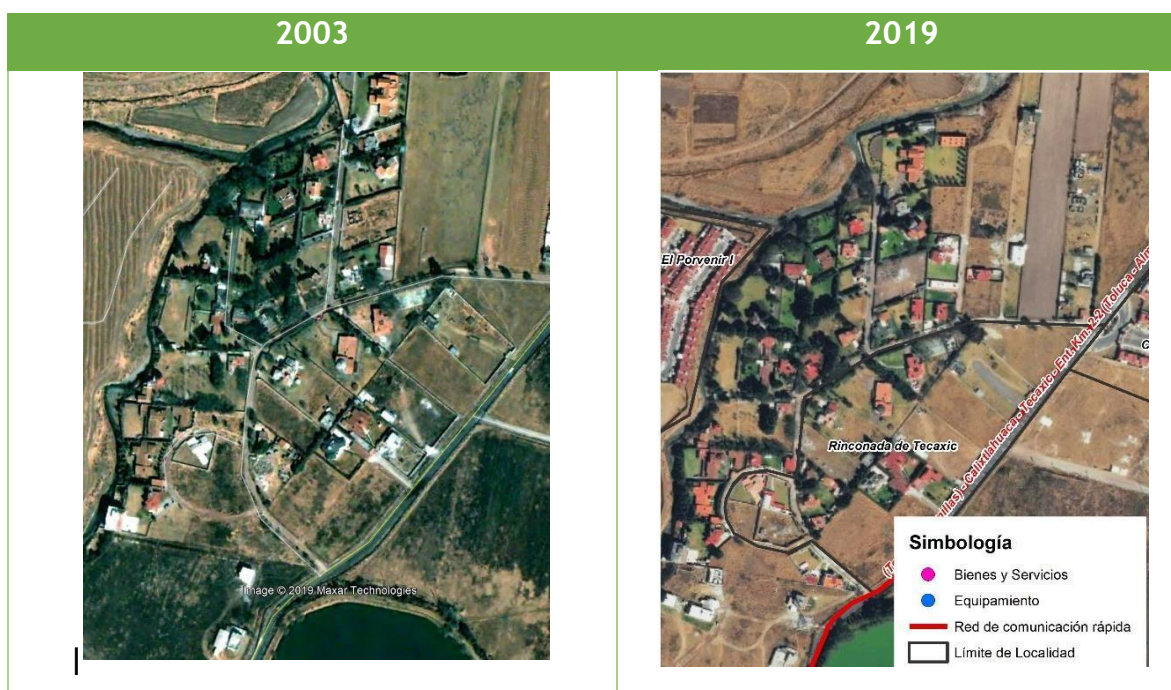 2003
2019
Image © 2019 Maxar Technologies
El Porvenir I
Rinconada de Tecaxic
Calixtlahuaca - Tecaxic - Ent. Km. 2.2 (Toluca -
C
Simbología
Bienes y Servicios
Equipamiento
Red de comunicación rápida
Límite de Localidad